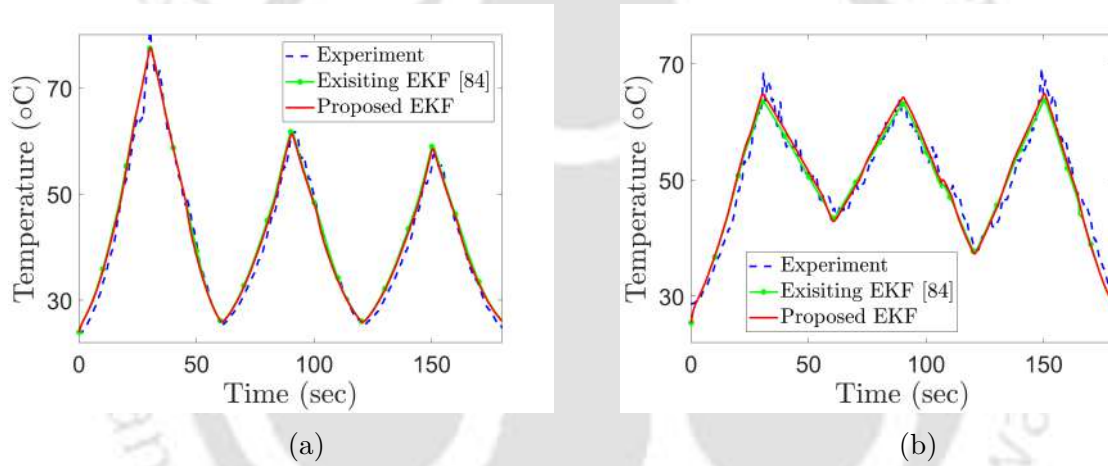 Experiment
Exisiting EKF [84]
Proposed EKF
70
50
30
Temperature (◦C)
0
50
100
150
Time (sec)
(a)
70
50
30
Temperature (◦C)
Experiment
Exisiting EKF [84]
Proposed EKF
0
50
100
150
Time (sec)
(b)